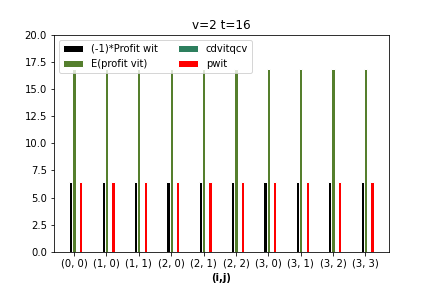 v=2 t=16
(-1)*Profit wit
E(profit vit)
cdvitqcv
pwit
20.0
17.5
15.0
12.5
10.0
7.5
5.0
2.5
0.0
(0, 0) (1, 0) (1, 1) (2, 0) (2, 1) (2, 2) (3, 0) (3, 1) (3, 2) (3, 3)
(i,j)